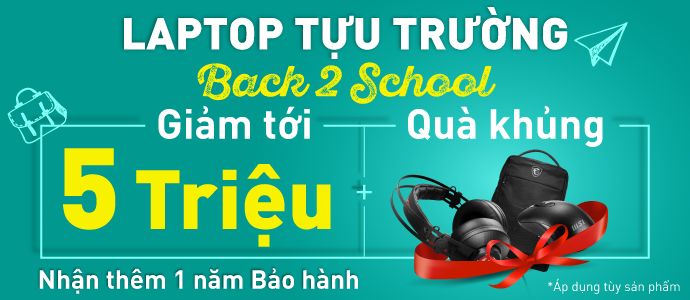 LAPTOP TỰU TRƯỜNG
Back 2 School
Giảm tới
5 Triệu
+
Quà khủng
msi
Nhận thêm 1 năm Bảo hành
*Áp dụng tùy sản phẩm